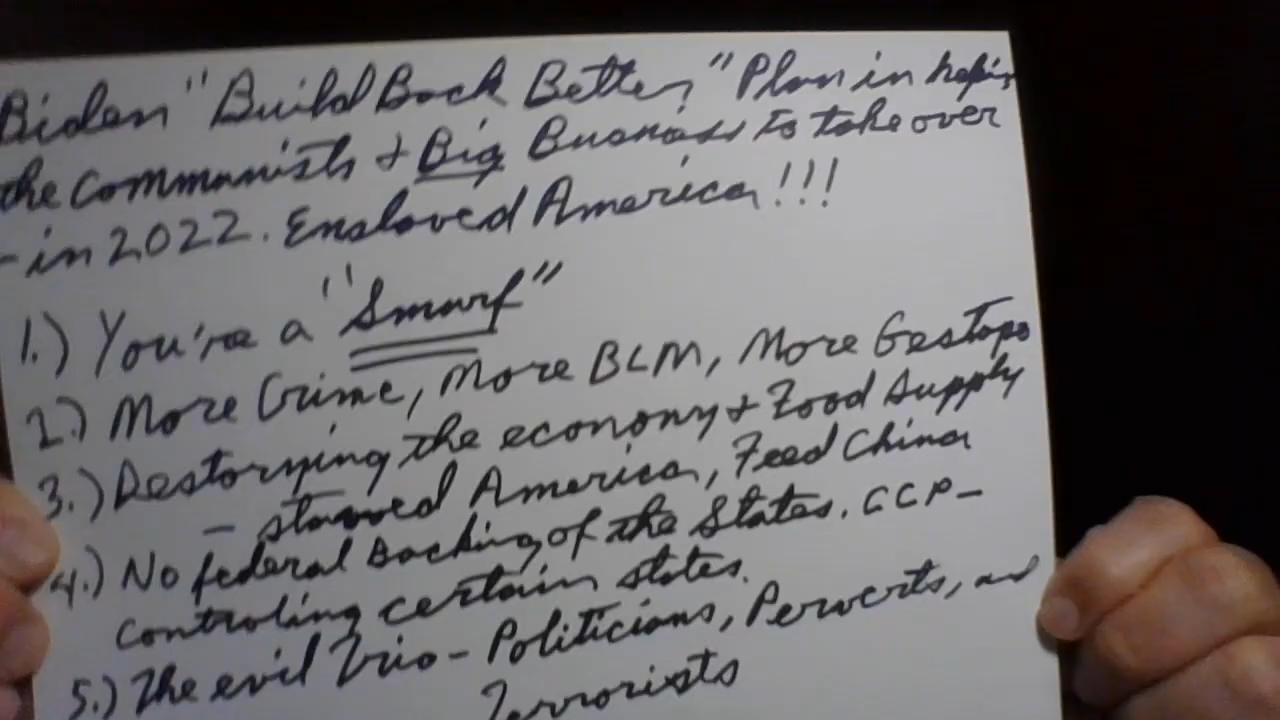 Biden "Build Back Better," Plan in helping
the Communists & Big Business to take over
- in 2022. Enslaved America!!!
1.) You're a "Smurf"
2.) More Crime, More BLM, More Gestapo
3.) Destorying the economy & Food Supply
- starved America, Feed China
4.) No federal backing of the States. CCP -
controling certain states.
5.) The evil Trio - Politicians, Perverts, and
Terrorists